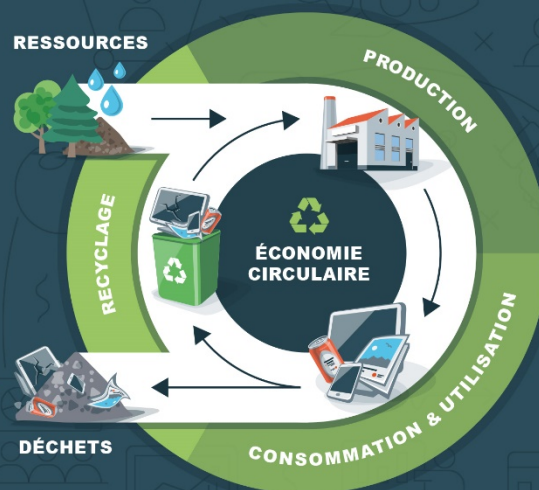 RESSOURCES
PRODUCTION
RECYCLAGE
ÉCONOMIE
CIRCULAIRE
CONSOMMATION & UTILISATION
DÉCHETS